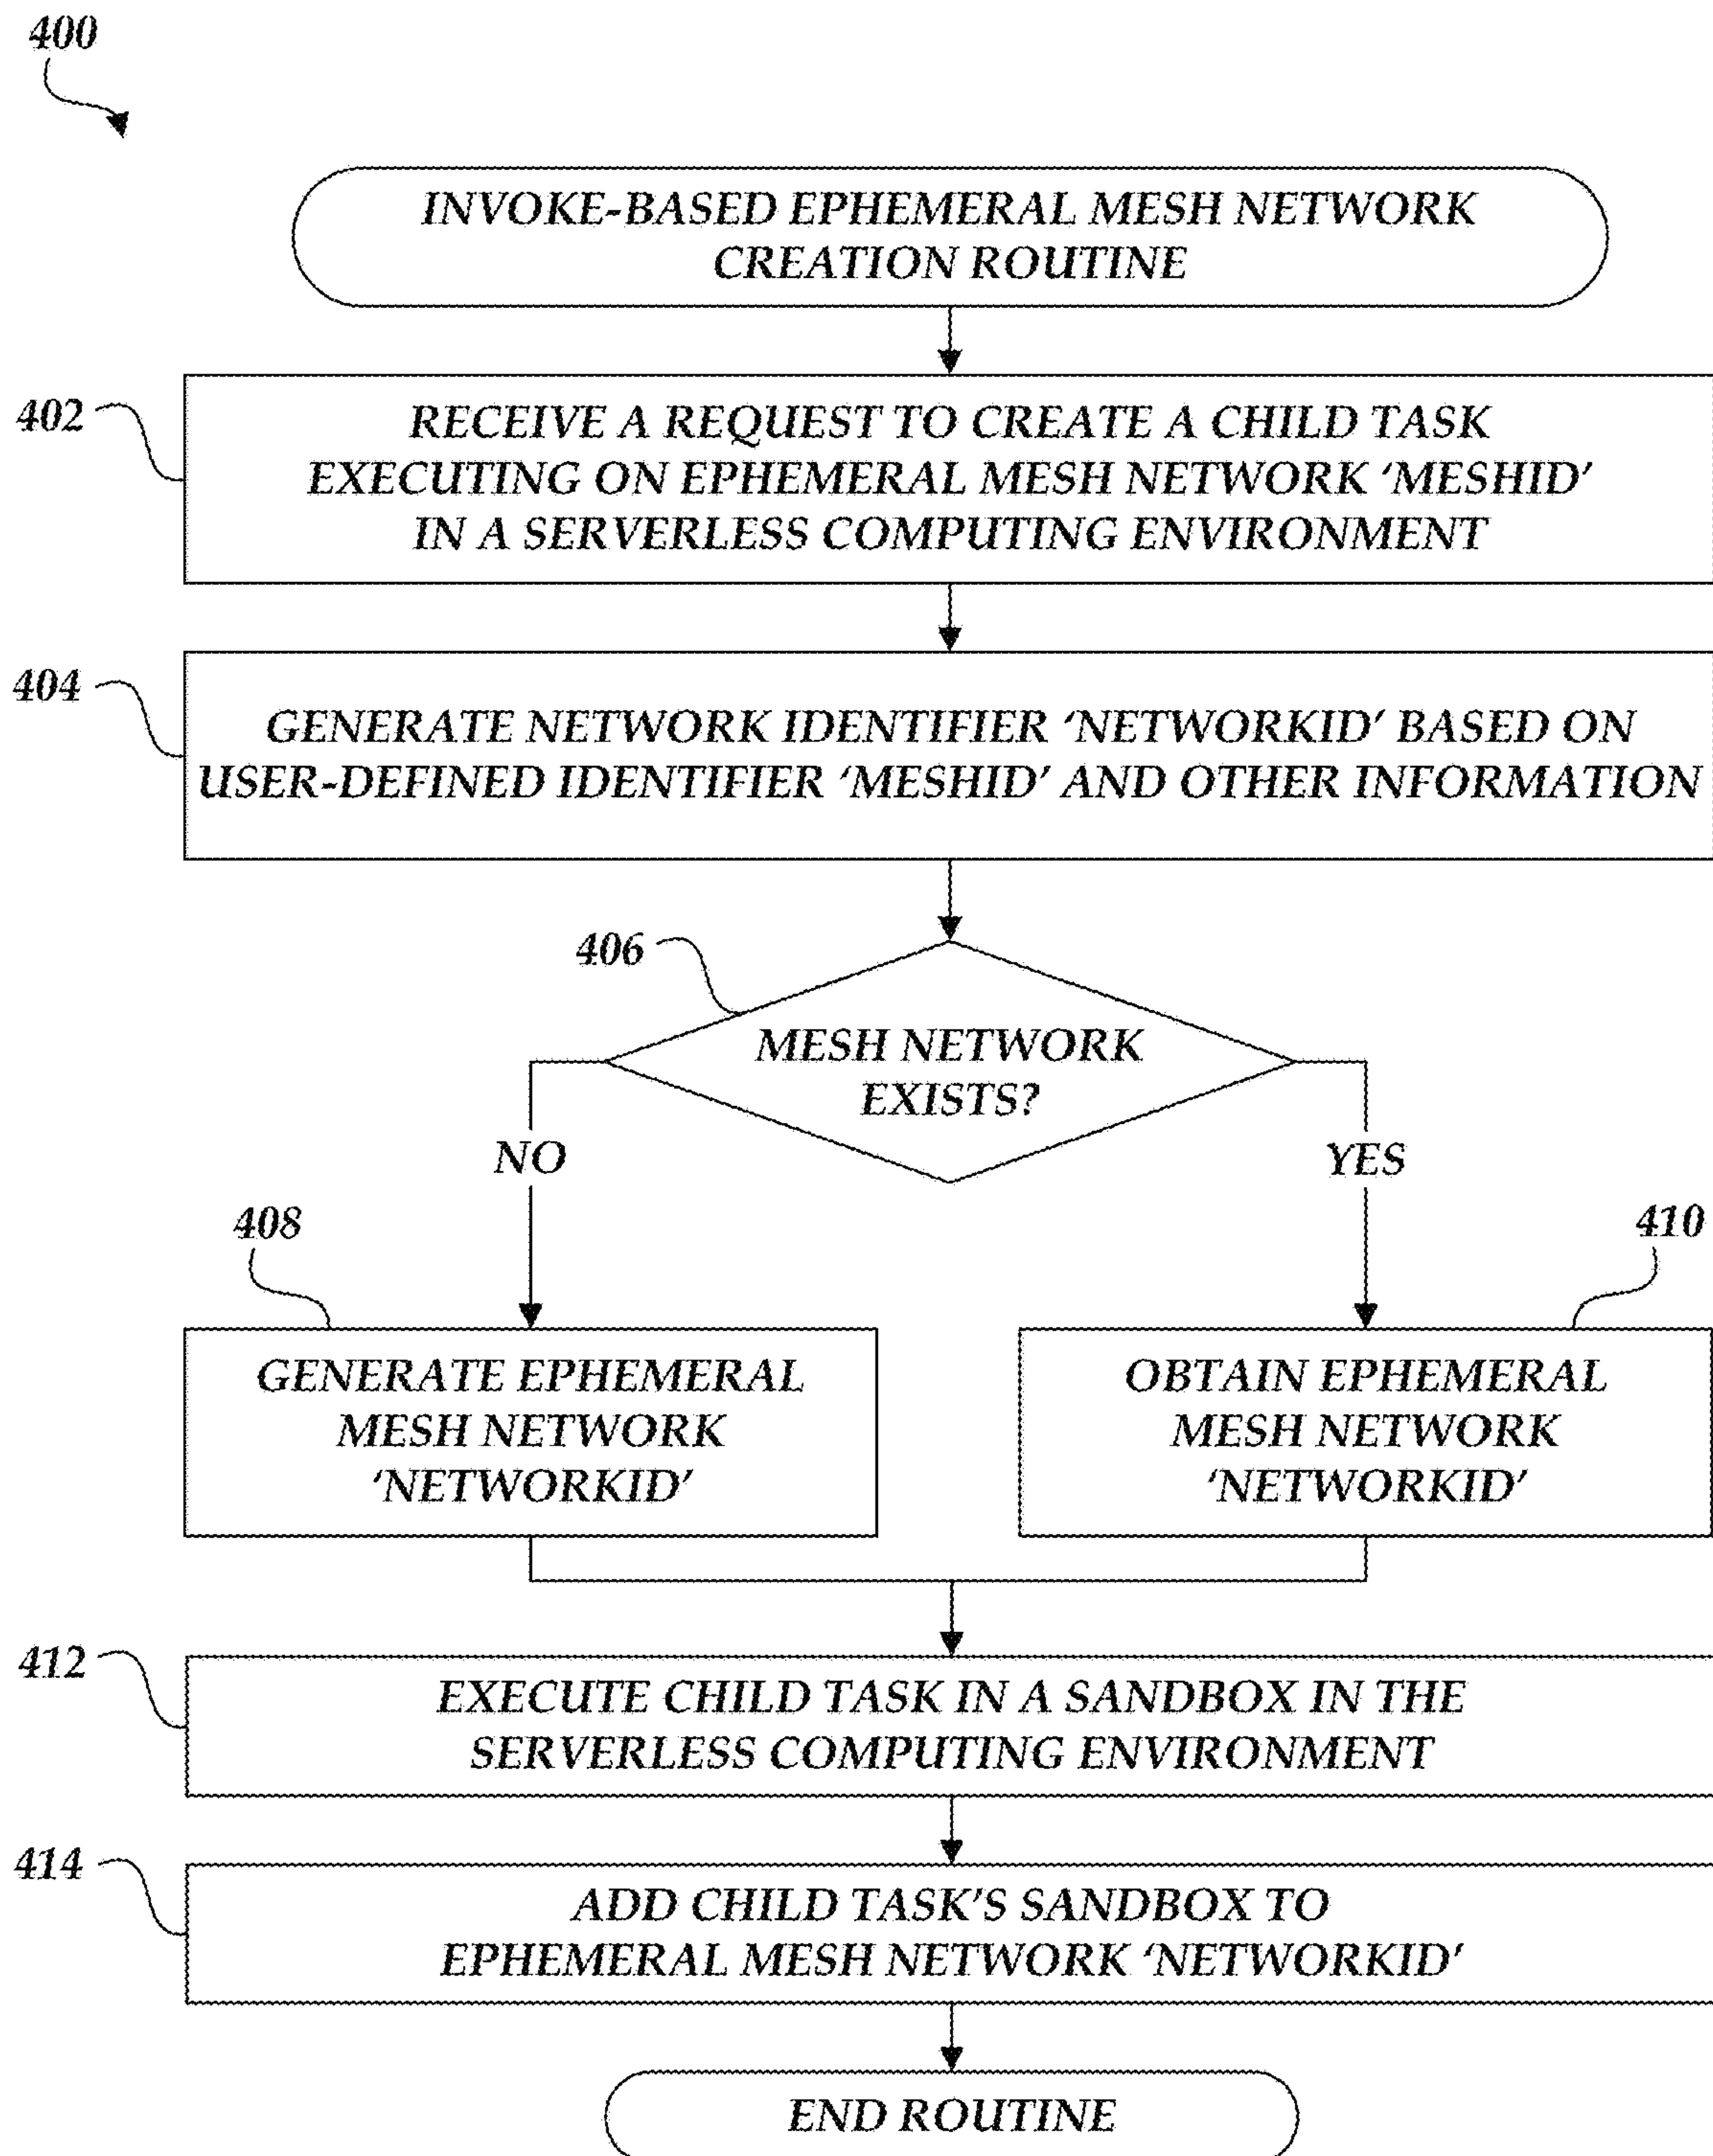 400
INVOKE-BASED EPHEMERAL MESH NETWORK
CREATION ROUTINE
402
RECEIVE A REQUEST TO CREATE A CHILD TASK
EXECUTING ON EPHEMERAL MESH NETWORK ‘MESHID’
IN A SERVERLESS COMPUTING ENVIRONMENT
404
GENERATE NETWORK IDENTIFIER ‘NETWORKID’ BASED ON
USER-DEFINED IDENTIFIER ‘MESHID’ AND OTHER INFORMATION
406
MESH NETWORK
EXISTS?
NO
YES
408
410
GENERATE EPHEMERAL
MESH NETWORK
‘NETWORKID’
OBTAIN EPHEMERAL
MESH NETWORK
‘NETWORKID’
412
EXECUTE CHILD TASK IN A SANDBOX IN THE
SERVERLESS COMPUTING ENVIRONMENT
414
ADD CHILD TASK’S SANDBOX TO
EPHEMERAL MESH NETWORK ‘NETWORKID’
END ROUTINE